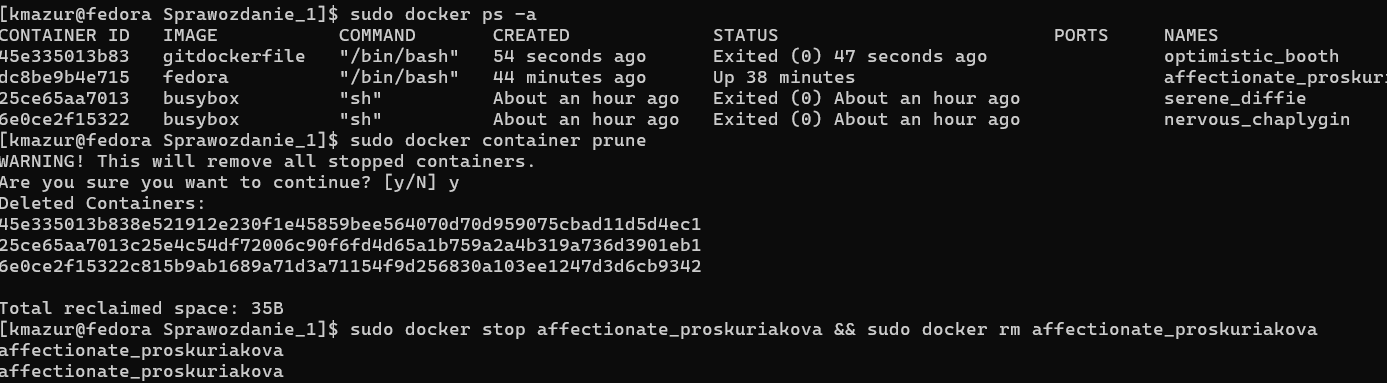 [kmazur@fedora Sprawozdanie_1]$ sudo docker ps -a
CONTAINER ID   IMAGE           COMMAND       CREATED             STATUS                         PORTS     NAMES
45e335013b83   gitdockerfile   "/bin/bash"   54 seconds ago      Exited (0) 47 seconds ago                optimistic_booth
dc8be9b4e715   fedora          "/bin/bash"   44 minutes ago      Up 38 minutes                            affectionate_proskuri
25ce65aa7013   busybox         "sh"          About an hour ago   Exited (0) About an hour ago             serene_diffie
6e0ce2f15322   busybox         "sh"          About an hour ago   Exited (0) About an hour ago             nervous_chaplygin
[kmazur@fedora Sprawozdanie_1]$ sudo docker container prune
WARNING! This will remove all stopped containers.
Are you sure you want to continue? [y/N] y
Deleted Containers:
45e335013b838e521912e230f1e45859bee564070d70d959075cbad11d5d4ec1
25ce65aa7013c25e4c54df72006c90f6fd4d65a1b759a2a4b319a736d3901eb1
6e0ce2f15322c815b9ab1689a71d3a71154f9d256830a103ee1247d3d6cb9342

Total reclaimed space: 35B
[kmazur@fedora Sprawozdanie_1]$ sudo docker stop affectionate_proskuriakova && sudo docker rm affectionate_proskuriakova
affectionate_proskuriakova
affectionate_proskuriakova